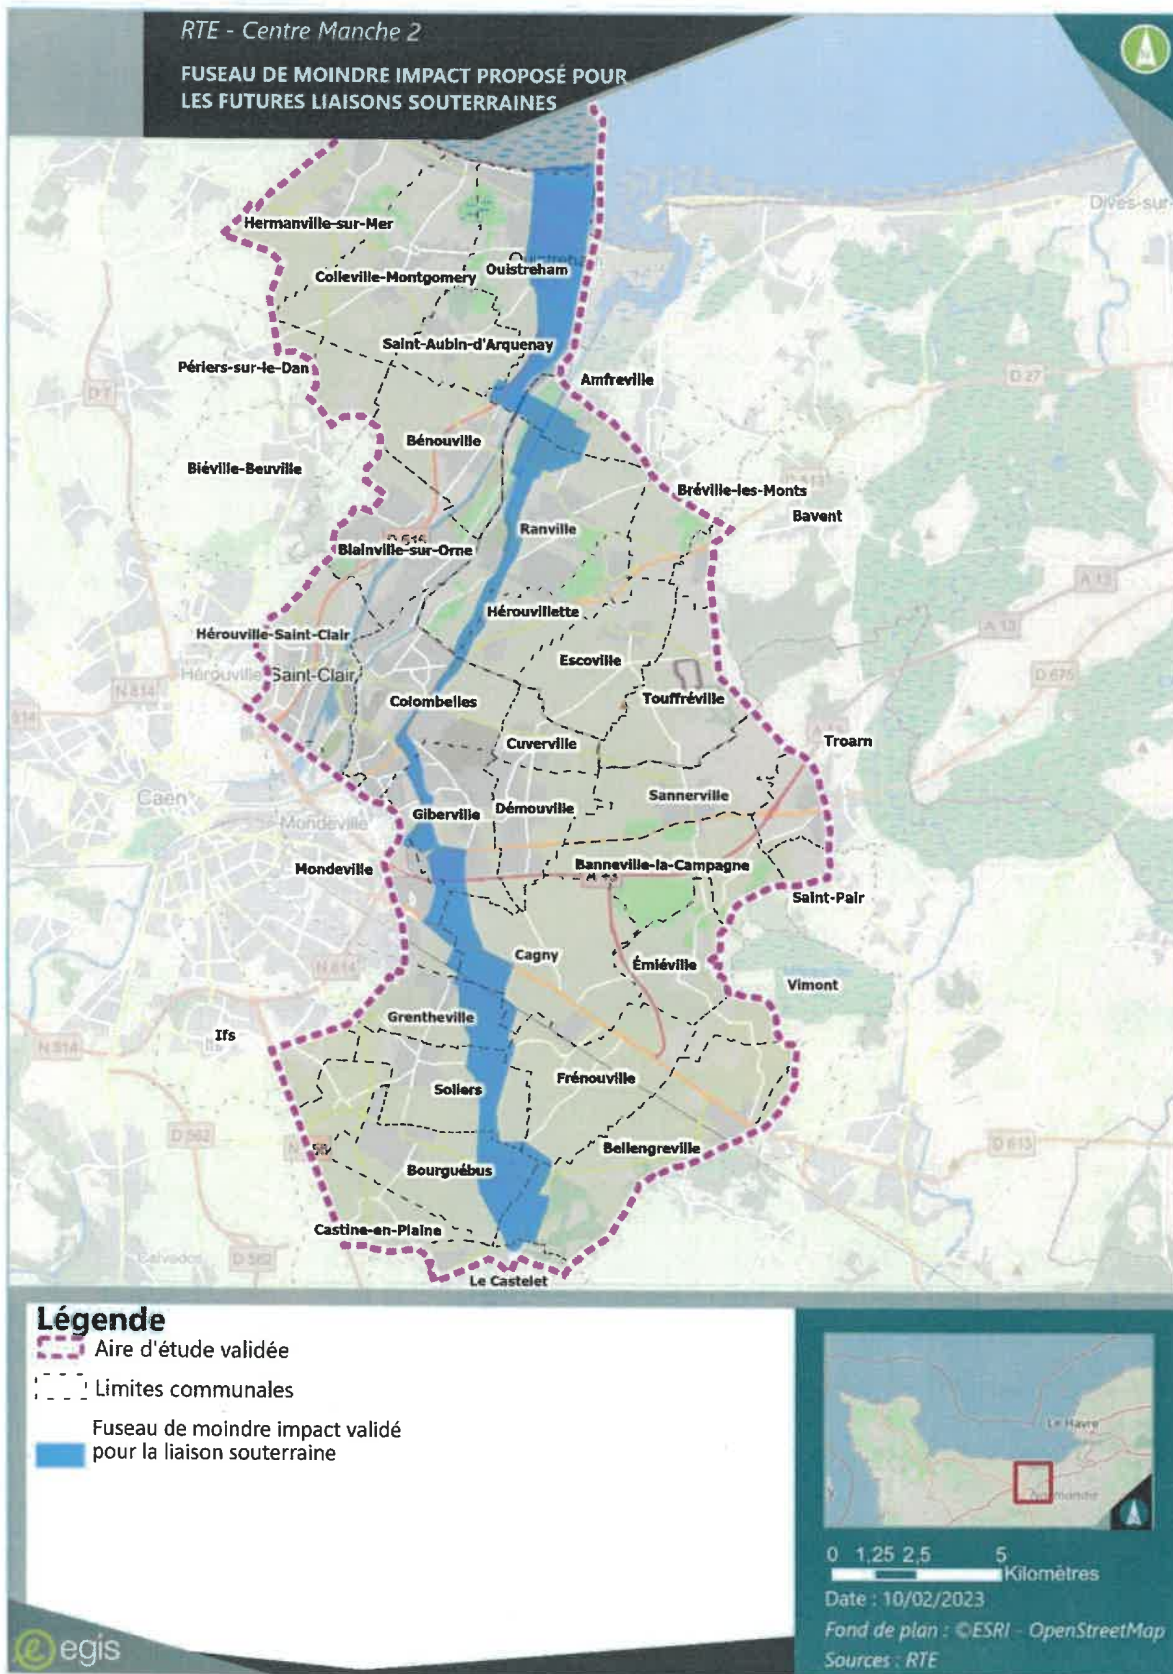 RTE - Centre Manche 2
FUSEAU DE MOINDRE IMPACT PROPOSÉ POUR
LES FUTURES LIAISONS SOUTERRAINES
Dives-sur-
Hermanville-sur-Mer
Colleville-Montgomery
Ouistreham
Saint-Aubin-d'Arquenay
Périers-sur-le-Dan
Amfreville
D 7
D 27
Bénouville
Biéville-Beuville
Bréville-les-Monts
Bavent
Ranville
Blainville-sur-Orne
A 13
Hérouvillette
A 13
Hérouville-Saint-Clair
Escoville
Hérouville Saint-Clair
D 675
N 814
Touffréville
Colombelles
814
Cuverville
Troarn
Caen
Sannerville
Démouville
Giberville
Mondeville
Mondeville
Banneville-la-Campagne
Saint-Pair
Cagny
Émiéville
N 814
Vimont
Grentheville
Ifs
Ifs
N 814
Frénouville
Soliers
D 562
D 613
Bellengreville
Bourguébus
Castine-en-Plaine
Calvados
D 562
Le Castelet
Légende
Aire d'étude validée
Limites communales
Fuseau de moindre impact validé
pour la liaison souterraine
Le Havre
Normandie
0 1,25 2,5 5
Kilomètres
Date : 10/02/2023
Fond de plan : ©ESRI - OpenStreetMap
Sources : RTE
egis